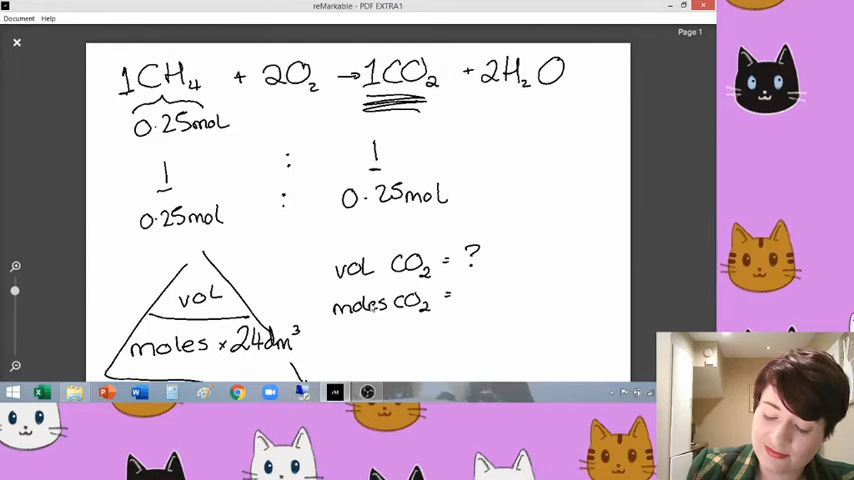 reMarkable - PDF EXTRA1
Document Help
Page 1
1CH₄ + 2O₂ → 1CO₂ + 2H₂O
0.25mol
1 : 1
0.25mol : 0.25mol
vol CO₂ = ?
moles CO₂ =
vol
moles × 24dm³